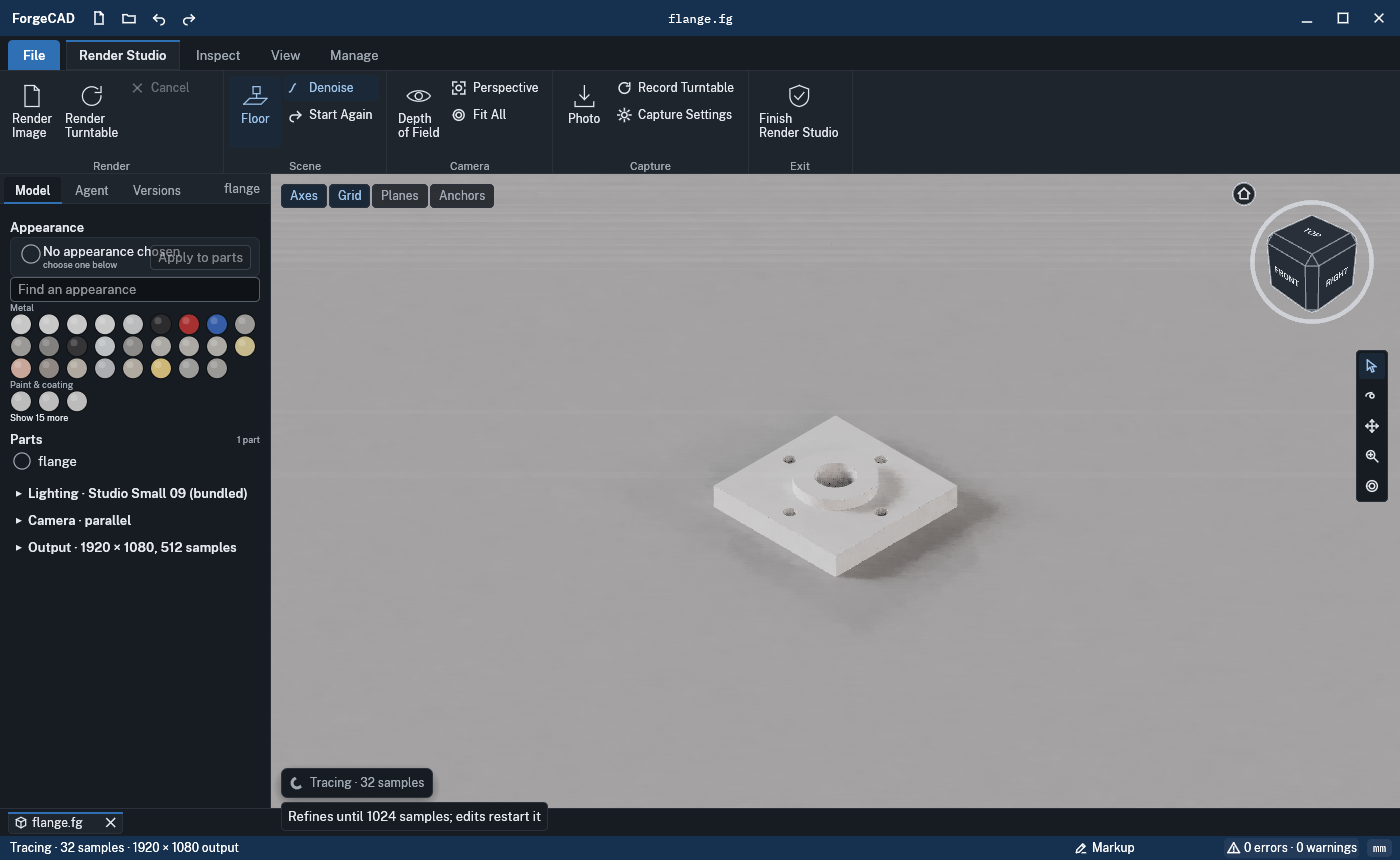 ForgeCAD
flange.fg
File
Render Studio
Inspect
View
Manage
Render
Image
Render
Turntable
Cancel
Render
Floor
Denoise
Start Again
Scene
Depth
of Field
Perspective
Fit All
Camera
Photo
Record Turntable
Capture Settings
Capture
Finish
Render Studio
Exit
Model
Agent
Versions
flange
Axes
Grid
Planes
Anchors
TOP
FRONT
RIGHT
Appearance
No appearance chosen
choose one below
Apply to parts
Find an appearance
Metal
Paint & coating
Show 15 more
Parts
1 part
flange
Lighting · Studio Small 09 (bundled)
Camera · parallel
Output · 1920 × 1080, 512 samples
Tracing · 32 samples
Refines until 1024 samples; edits restart it
flange.fg
Tracing · 32 samples · 1920 × 1080 output
Markup
0 errors · 0 warnings
mm